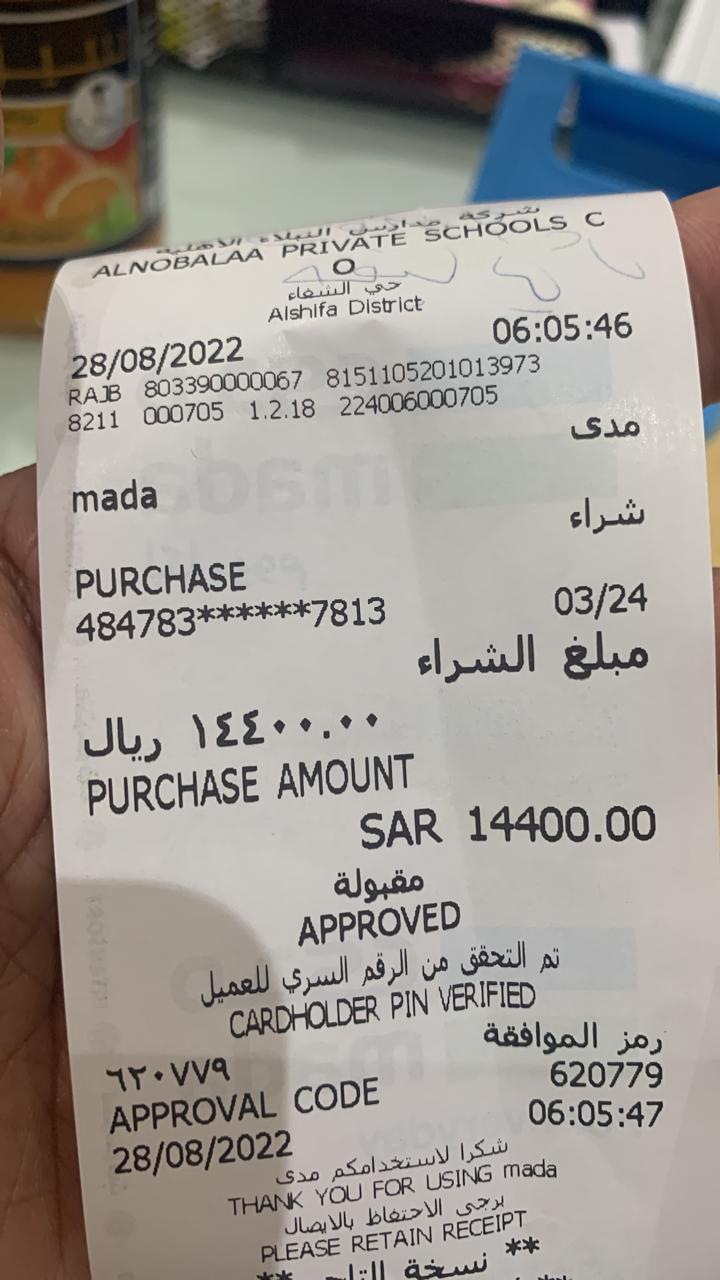 شركة مدارس النبلاء الأهلية
ALNOBALAA PRIVATE SCHOOLS C
O
حي الشفاء
Alshifa District
28/08/2022 06:05:46
RAJB 803390000067 8151105201013973
8211 000705 1.2.18 224006000705
مدى
mada
شراء
PURCHASE
484783******7813 03/24
مبلغ الشراء
١٤٤٠٠.٠٠ ريال
PURCHASE AMOUNT
SAR 14400.00
مقبولة
APPROVED
تم التحقق من الرقم السري للعميل
CARDHOLDER PIN VERIFIED
رمز الموافقة
٦٢٠٧٧٩
620779
APPROVAL CODE
28/08/2022 06:05:47
شكرا لاستخدامكم مدى
THANK YOU FOR USING mada
يرجى الاحتفاظ بالايصال
PLEASE RETAIN RECEIPT
** نسخة التاجر **